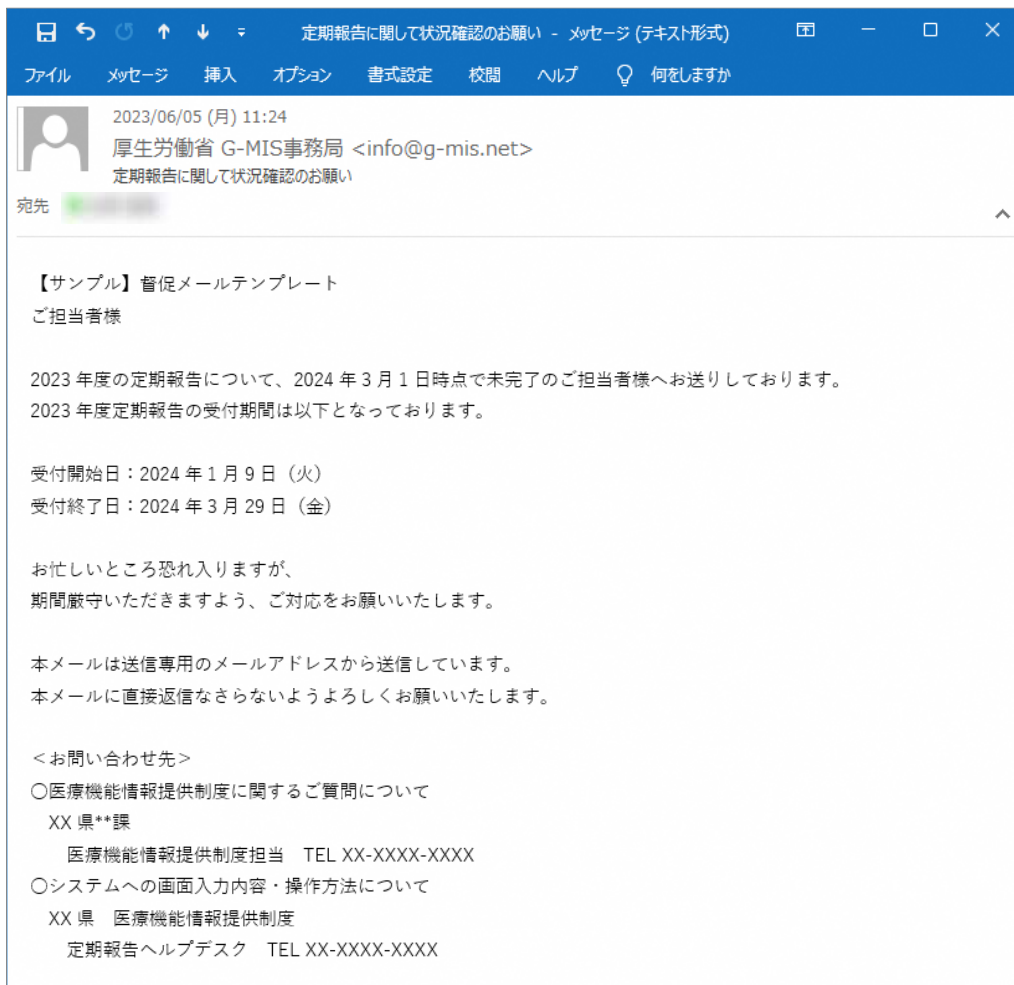 定期報告に関して状況確認のお願い - メッセージ (テキスト形式)
ファイル メッセージ 挿入 オプション 書式設定 校閲 ヘルプ 何をしますか
2023/06/05 (月) 11:24
厚生労働省 G-MIS事務局 <info@g-mis.net>
定期報告に関して状況確認のお願い
宛先
【サンプル】督促メールテンプレート
ご担当者様
2023 年度の定期報告について、2024 年 3 月 1 日時点で未完了のご担当者様へお送りしております。
2023 年度定期報告の受付期間は以下となっております。
受付開始日：2024 年 1 月 9 日（火）
受付終了日：2024 年 3 月 29 日（金）
お忙しいところ恐れ入りますが、
期間厳守いただきますよう、ご対応をお願いいたします。
本メールは送信専用のメールアドレスから送信しています。
本メールに直接返信なさらないようよろしくお願いいたします。
＜お問い合わせ先＞
〇医療機能情報提供制度に関するご質問について
XX 県**課
医療機能情報提供制度担当　TEL XX-XXXX-XXXX
〇システムへの画面入力内容・操作方法について
XX 県　医療機能情報提供制度
定期報告ヘルプデスク　TEL XX-XXXX-XXXX